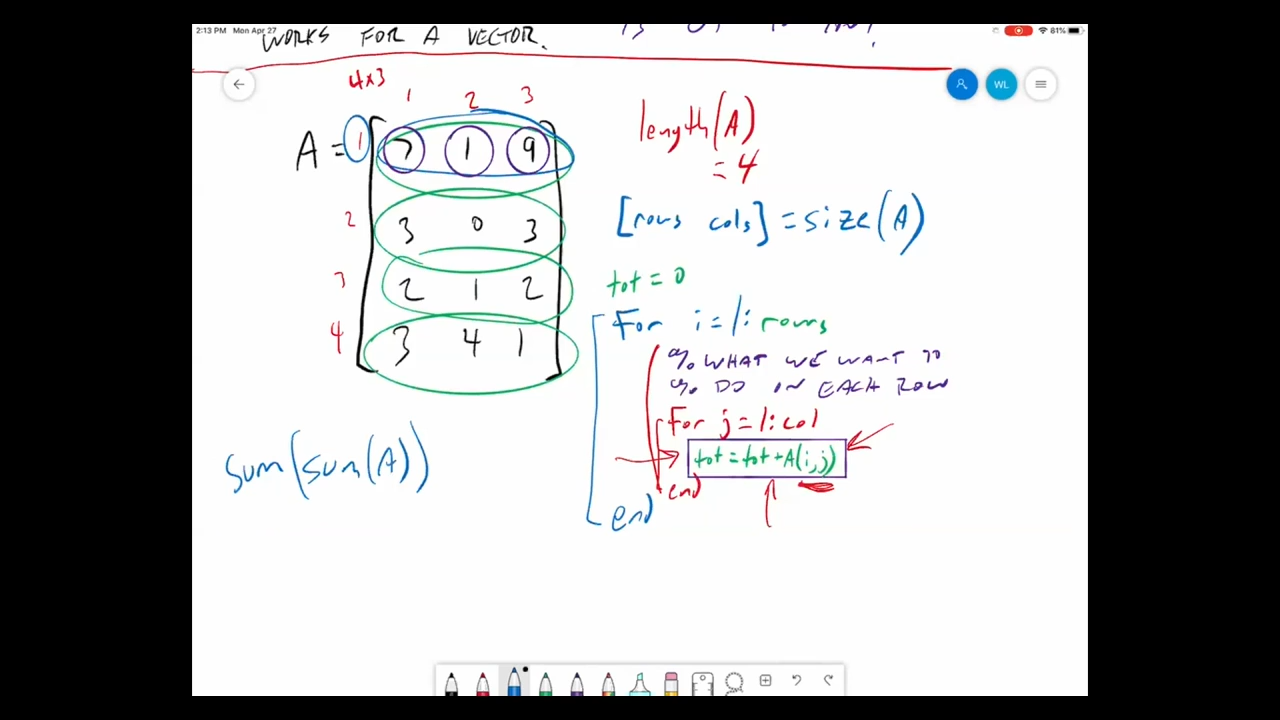 2:13 PM Mon Apr 27
81%
WORKS FOR A VECTOR.
WL
4x3
1 2 3
A =
1 7 1 9
2 3 0 3
3 2 1 2
4 3 4 1
sum(sum(A))
length(A)
= 4
[rows cols] = size(A)
tot = 0
For i = 1: rows
% WHAT WE WANT TO
% DO IN EACH ROW
For j = 1: col
tot = tot + A(i,j)
end
end